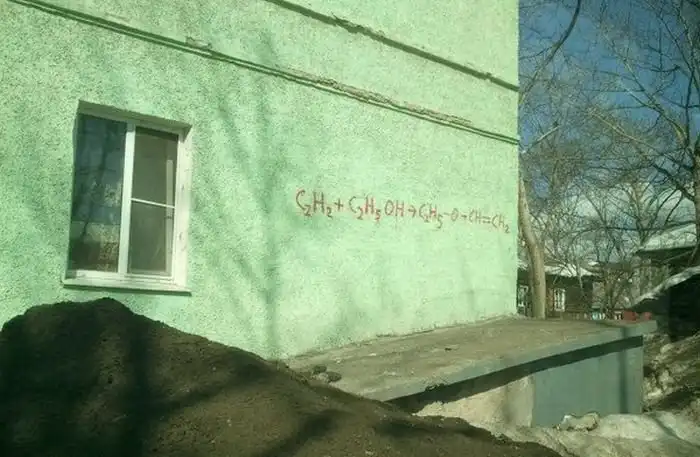 C₂H₂ + C₂H₅OH → C₂H₅-O-CH=CH₂